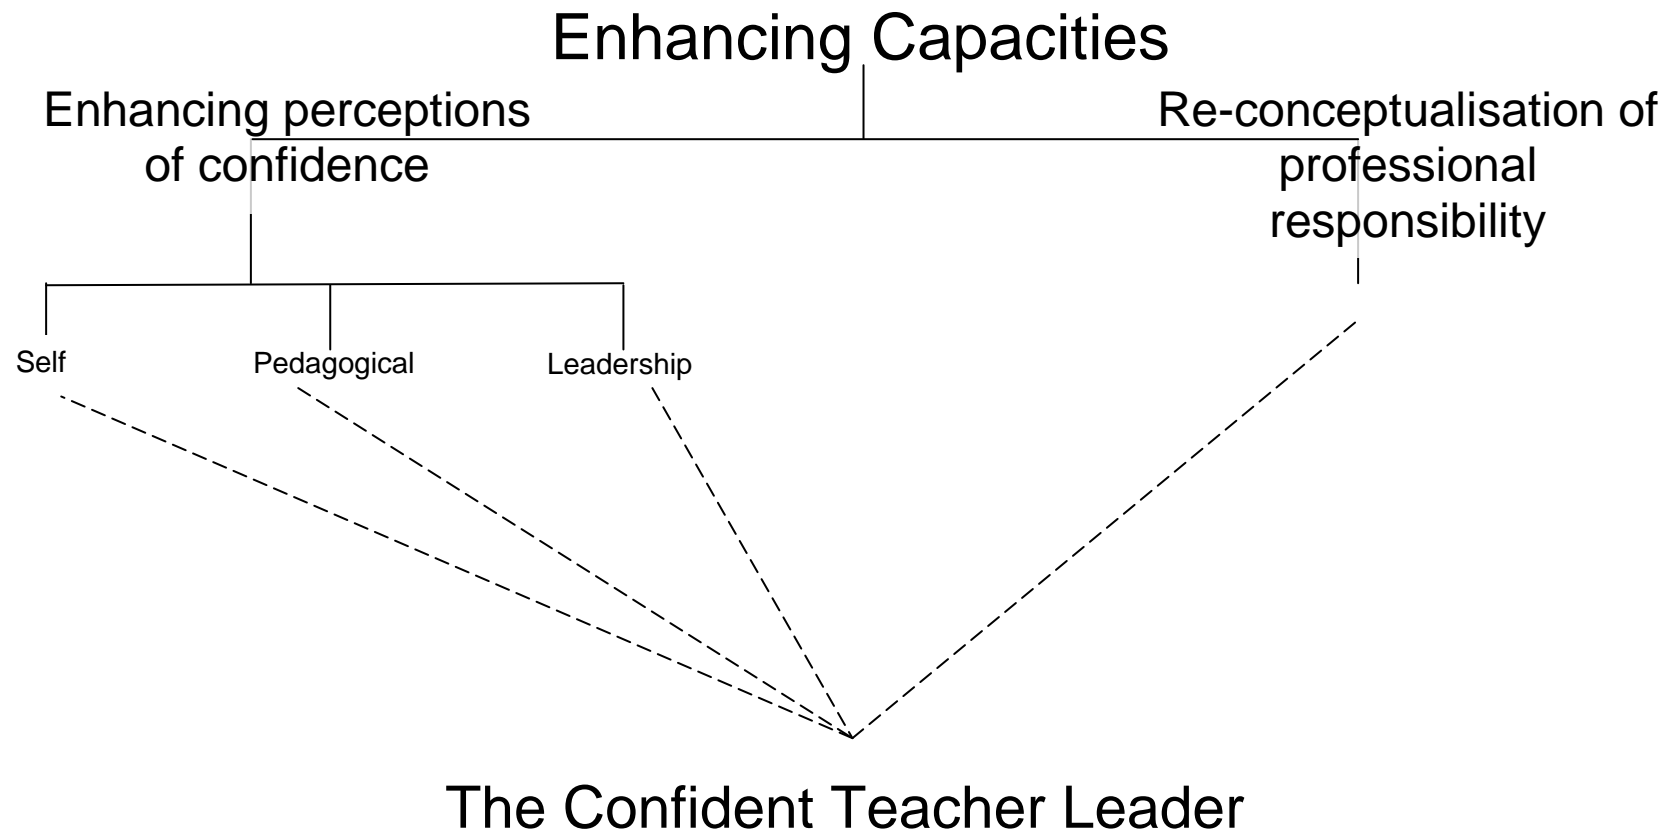 Enhancing Capacities
Enhancing perceptions
of confidence
Re-conceptualisation of
professional
responsibility
Self
Pedagogical
Leadership
The Confident Teacher Leader